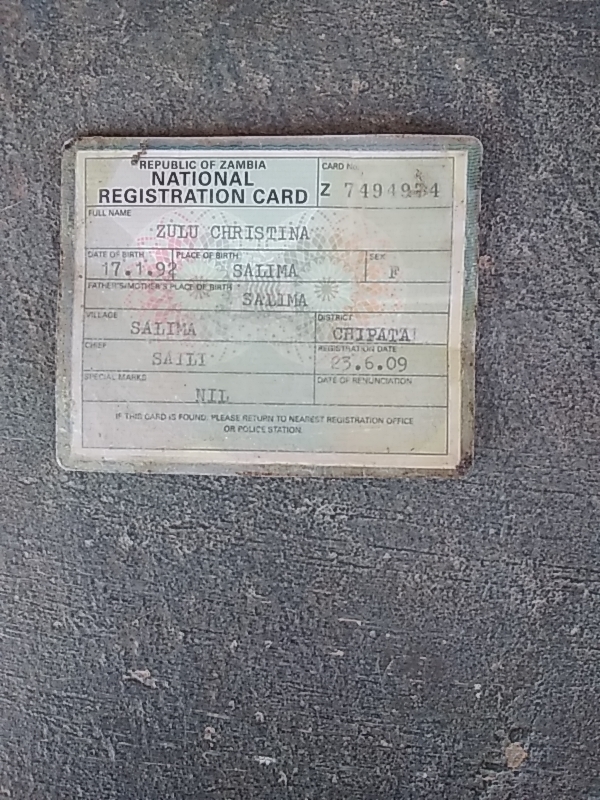 REPUBLIC OF ZAMBIA
NATIONAL
REGISTRATION CARD
CARD No.
Z
FULL NAME
ZULU CHRISTINA
DATE OF BIRTH PLACE OF BIRTH SEX
17.1.92 SALIMA F
FATHER'S/MOTHER'S PLACE OF BIRTH
SALIMA
VILLAGE DISTRICT
SALIMA CHIPATA
CHIEF REGISTRATION DATE
SAILI 23.6.09
SPECIAL MARKS DATE OF RENUNCIATION
NIL
IF THIS CARD IS FOUND, PLEASE RETURN TO NEAREST REGISTRATION OFFICE
OR POLICE STATION.